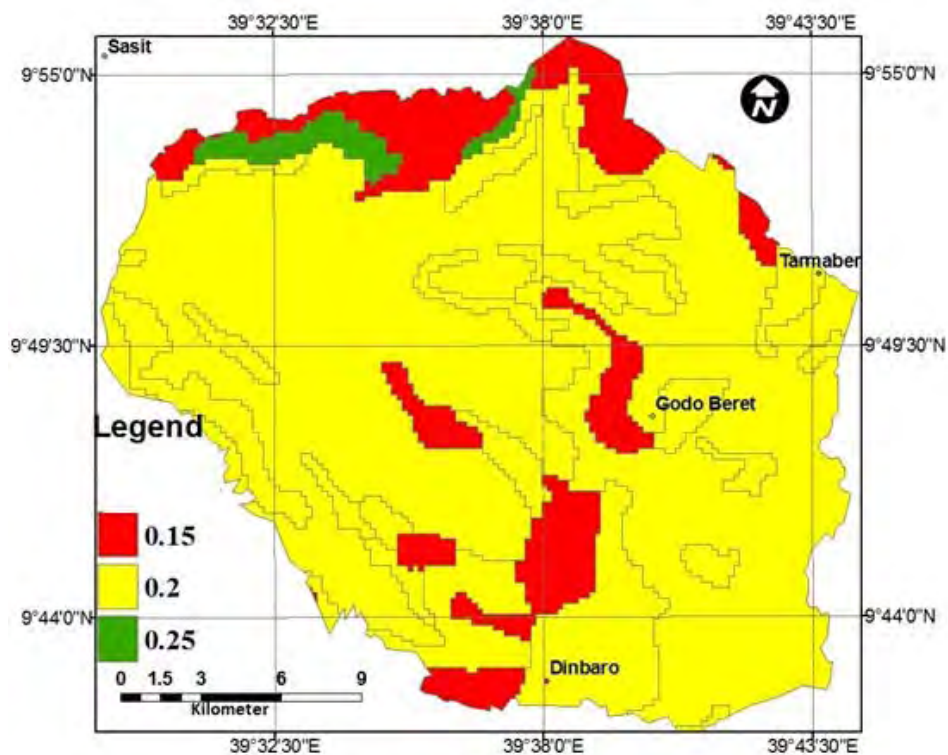 39°32'30"E 39°38'0"E 39°43'30"E
Sasit
9°55'0"N 9°55'0"N
N
Tarmaber
9°49'30"N 9°49'30"N
Godo Beret
Legend
0.15
0.2
0.25
9°44'0"N 9°44'0"N
Dinbaro
0 1.5 3 6 9
Kilometer
39°32'30"E 39°38'0"E 39°43'30"E